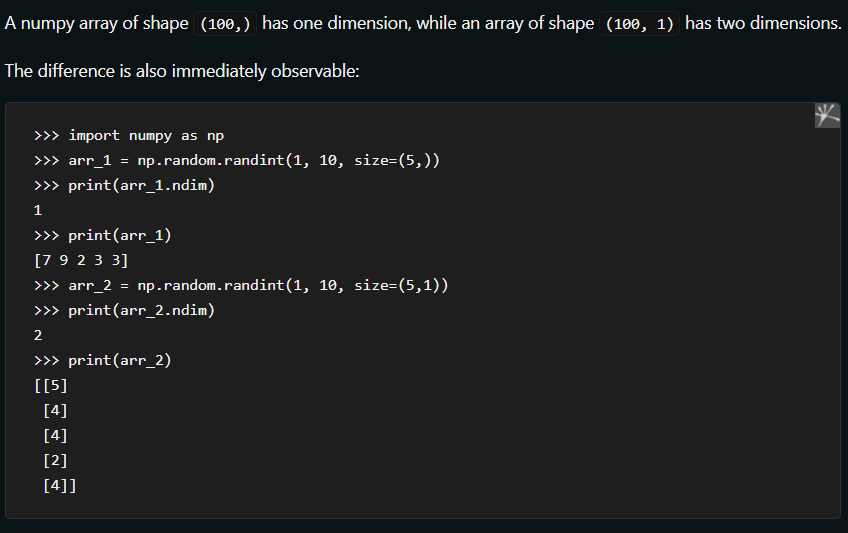 A numpy array of shape (100,) has one dimension, while an array of shape (100, 1) has two dimensions.
The difference is also immediately observable:
>>> import numpy as np
>>> arr_1 = np.random.randint(1, 10, size=(5,))
>>> print(arr_1.ndim)
1
>>> print(arr_1)
[7 9 2 3 3]
>>> arr_2 = np.random.randint(1, 10, size=(5,1))
>>> print(arr_2.ndim)
2
>>> print(arr_2)
[[5]
 [4]
 [4]
 [2]
 [4]]